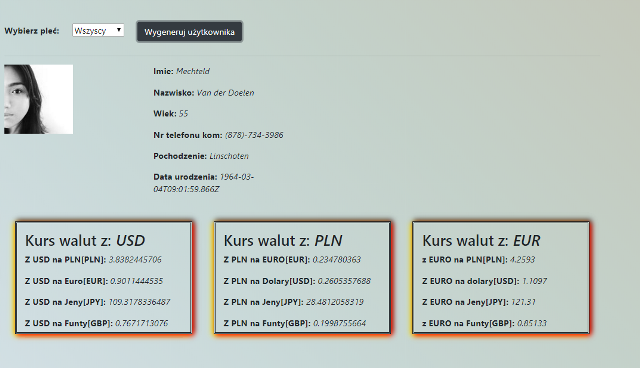 Wybierz płeć: Wszyscy Wygeneruj użytkownika
Imie: Mechteld
Nazwisko: Van der Doelen
Wiek: 55
Nr telefonu kom: (878)-734-3986
Pochodzenie: Linschoten
Data urodzenia: 1964-03-
04T09:01:59.866Z
Kurs walut z: USD
Z USD na PLN[PLN]: 3.8382445706
Z USD na Euro[EUR]: 0.9011444535
Z USD na Jeny[JPY]: 109.3178336487
Z USD na Funty[GBP]: 0.7671713076
Kurs walut z: PLN
Z PLN na EURO[EUR]: 0.234780363
Z PLN na Dolary[USD]: 0.2605357688
Z PLN na Jeny[JPY]: 28.4812058319
Z PLN na Funty[GBP]: 0.1998755664
Kurs walut z: EUR
z EURO na PLN[PLN]: 4.2593
Z EURO na dolary[USD]: 1.1097
Z EURO na Jeny[JPY]: 121.31
z EURO na Funty[GBP]: 0.85133